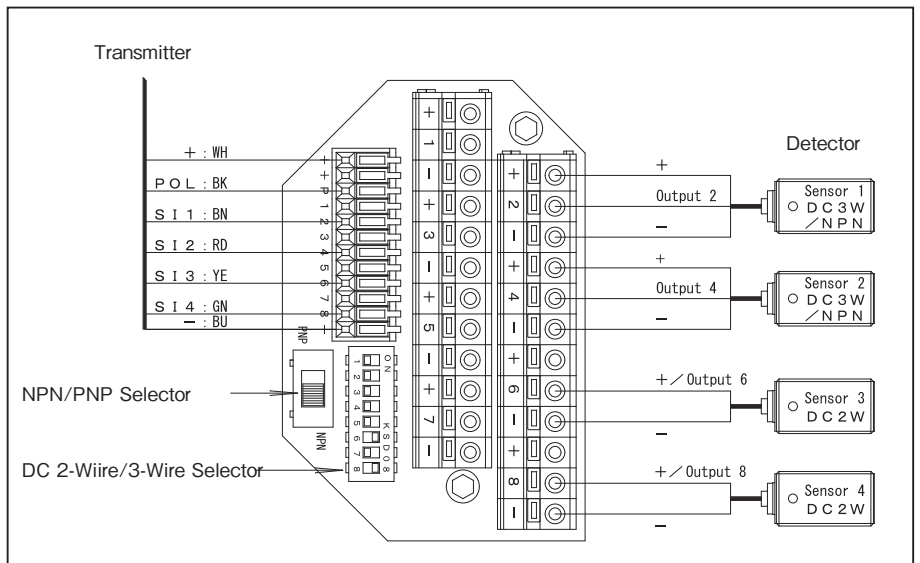 Transmitter
+ : WH
POL : BK
SI1 : BN
SI2 : RD
SI3 : YE
SI4 : GN
− : BU
+
+
P
1
2
3
4
5
6
7
8
−
+
1
−
+
3
−
+
5
−
+
7
−
+
2
−
+
4
−
+
6
−
+
8
−
PNP
NPN
ON
KSD08
1
2
3
4
5
6
7
8
NPN/PNP Selector
DC 2-Wiire/3-Wire Selector
Detector
+
Output 2
−
Sensor 1
DC3W
／NPN
+
Output 4
−
Sensor 2
DC3W
／NPN
+／Output 6
−
Sensor 3
DC2W
+／Output 8
−
Sensor 4
DC2W